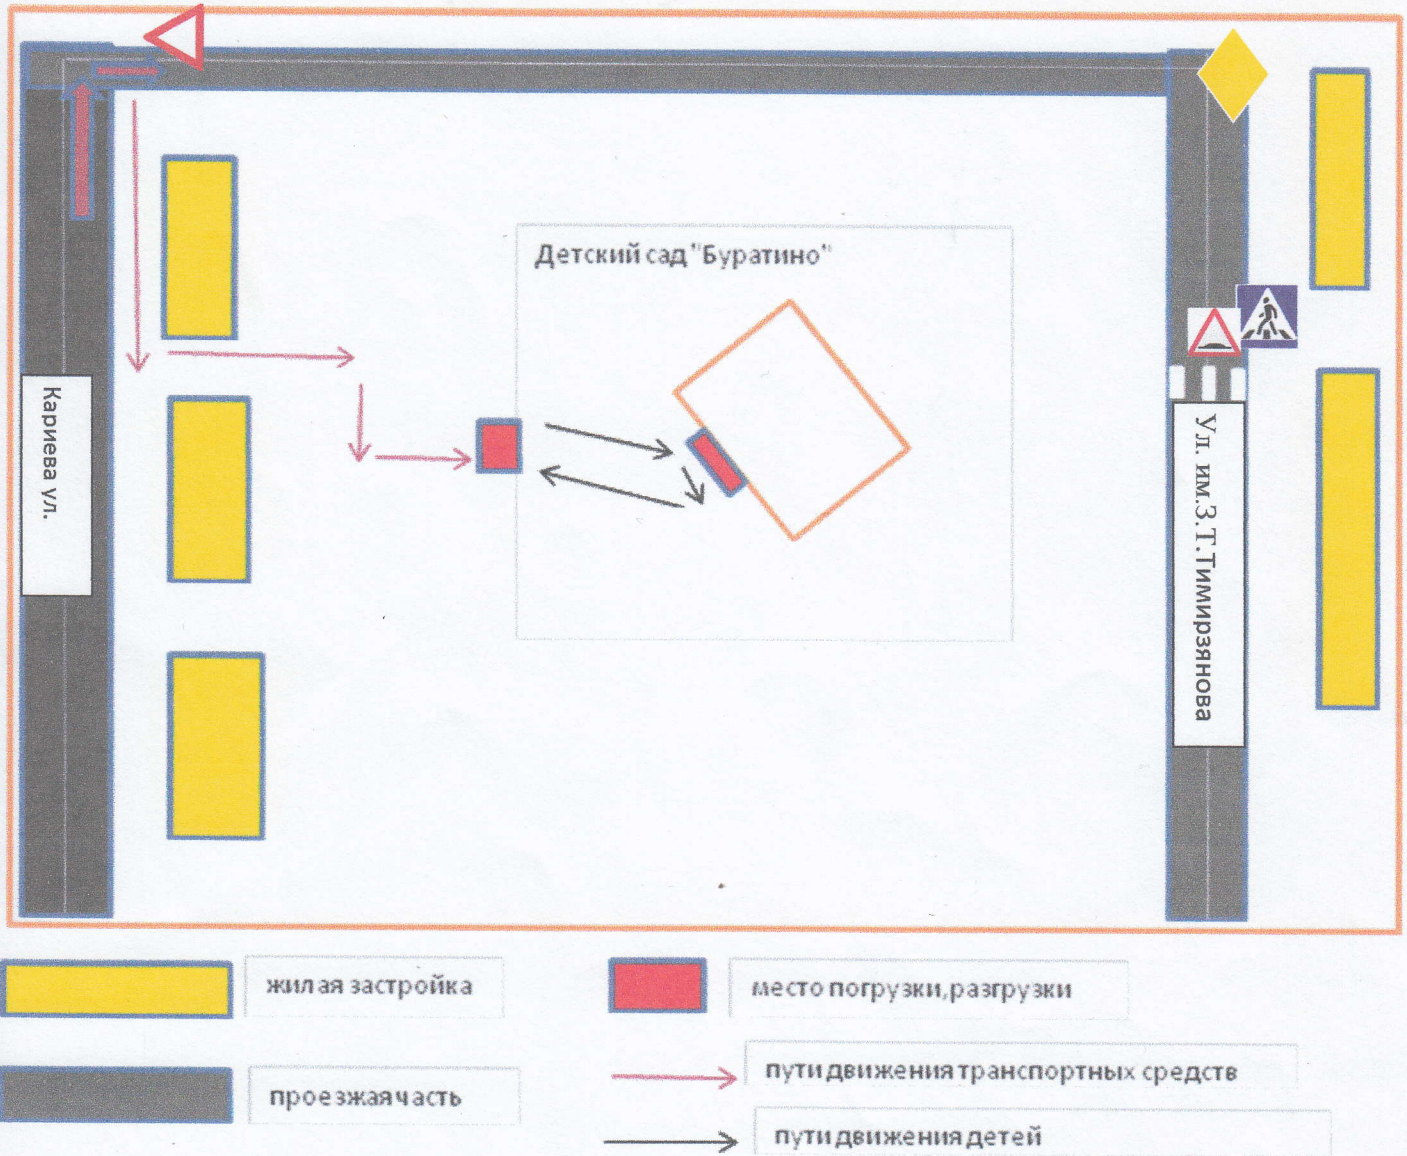 Детский сад "Буратино"
Кариева ул.
Ул. им.З.Т.Тимирзянова
жилая застройка
место погрузки,разгрузки
пути движения транспортных средств
проезжая часть
пути движения детей